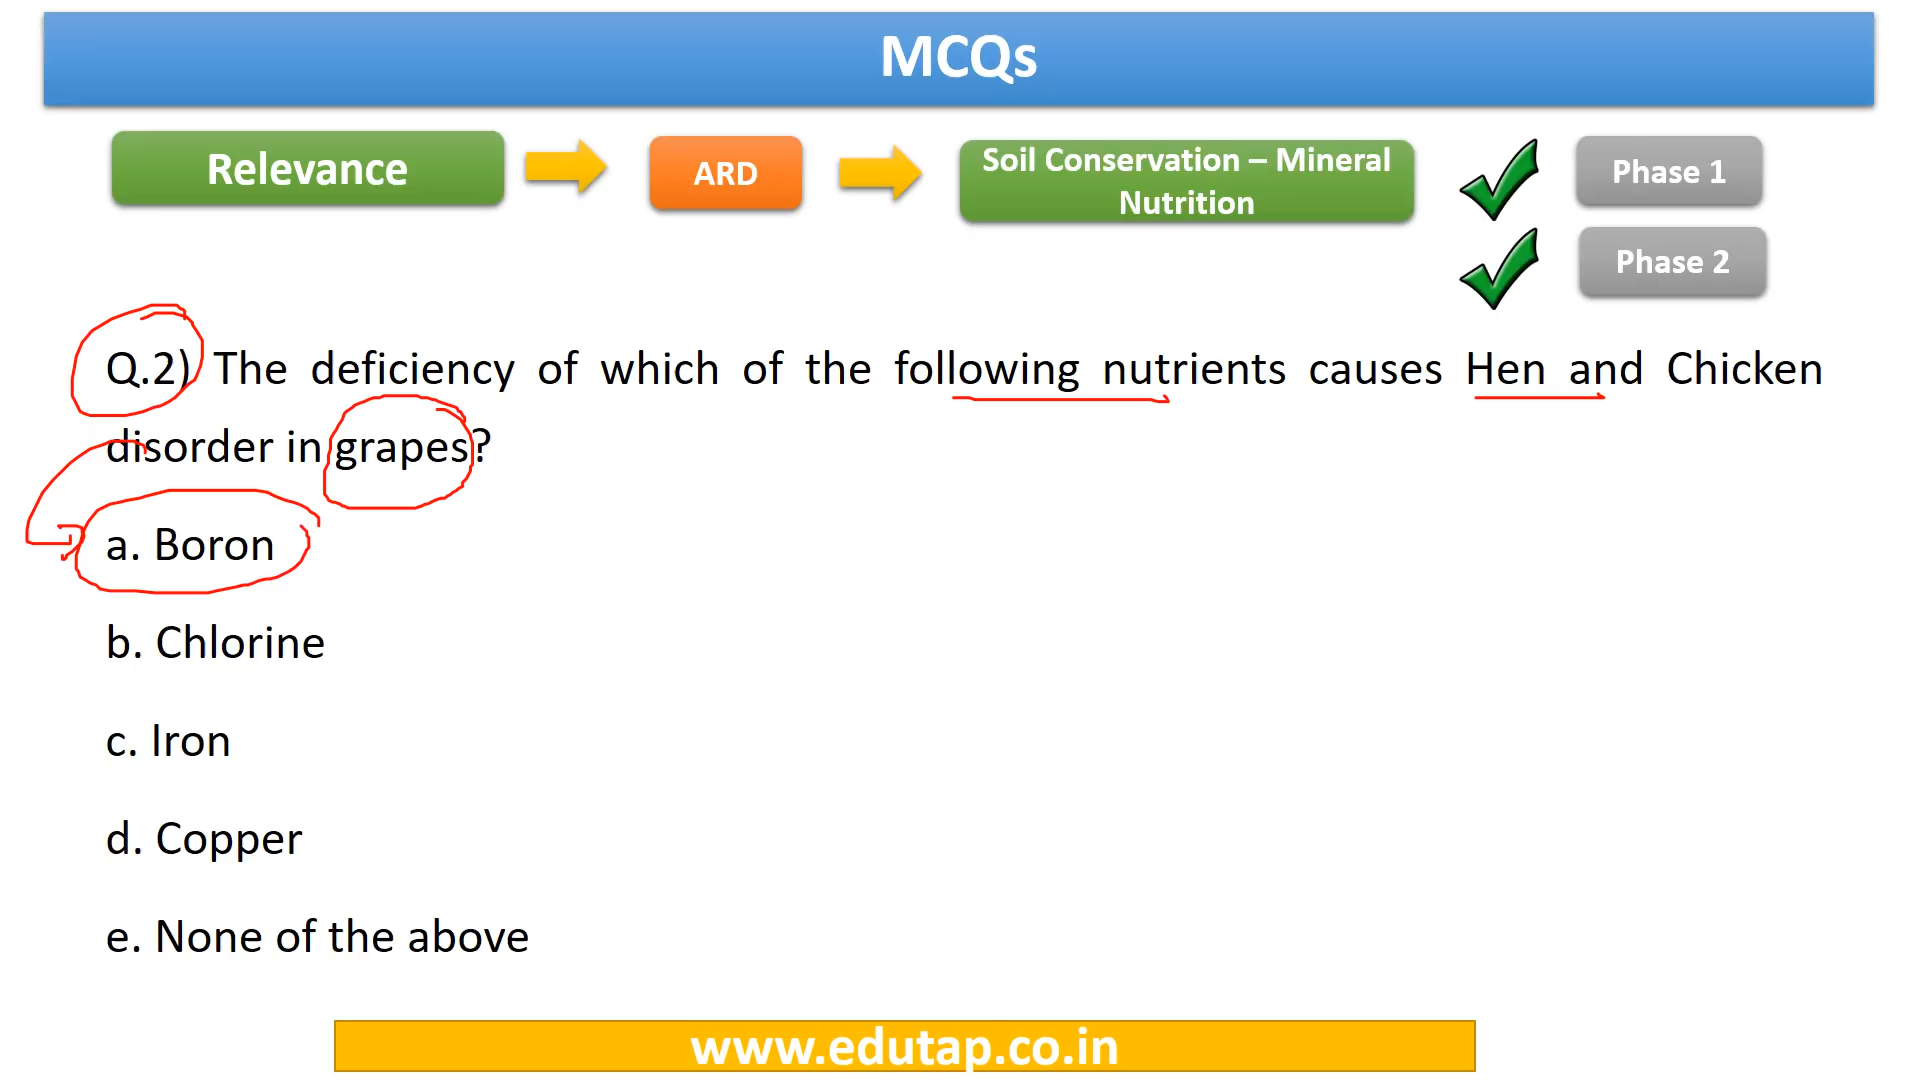 MCQs
Relevance
ARD
Soil Conservation – Mineral
Nutrition
Phase 1
Phase 2
Q.2) The deficiency of which of the following nutrients causes Hen and Chicken
disorder in grapes?
a. Boron
b. Chlorine
c. Iron
d. Copper
e. None of the above
www.edutap.co.in